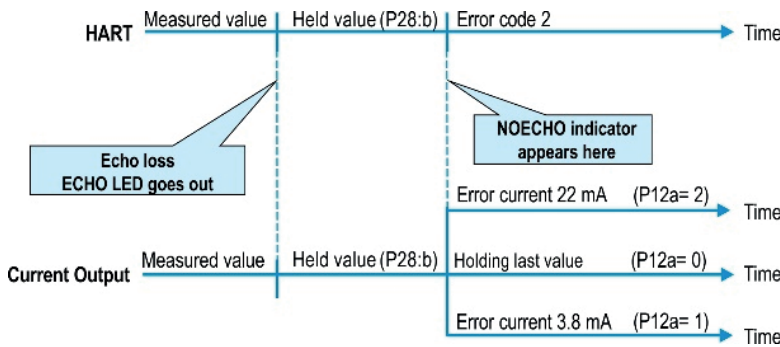 HART Measured value Held value (P28:b) Error code 2 Time
Echo loss
ECHO LED goes out
NOECHO indicator
appears here
Error current 22 mA (P12a= 2) Time
Current Output Measured value Held value (P28:b) Holding last value (P12a= 0) Time
Error current 3.8 mA (P12a= 1) Time